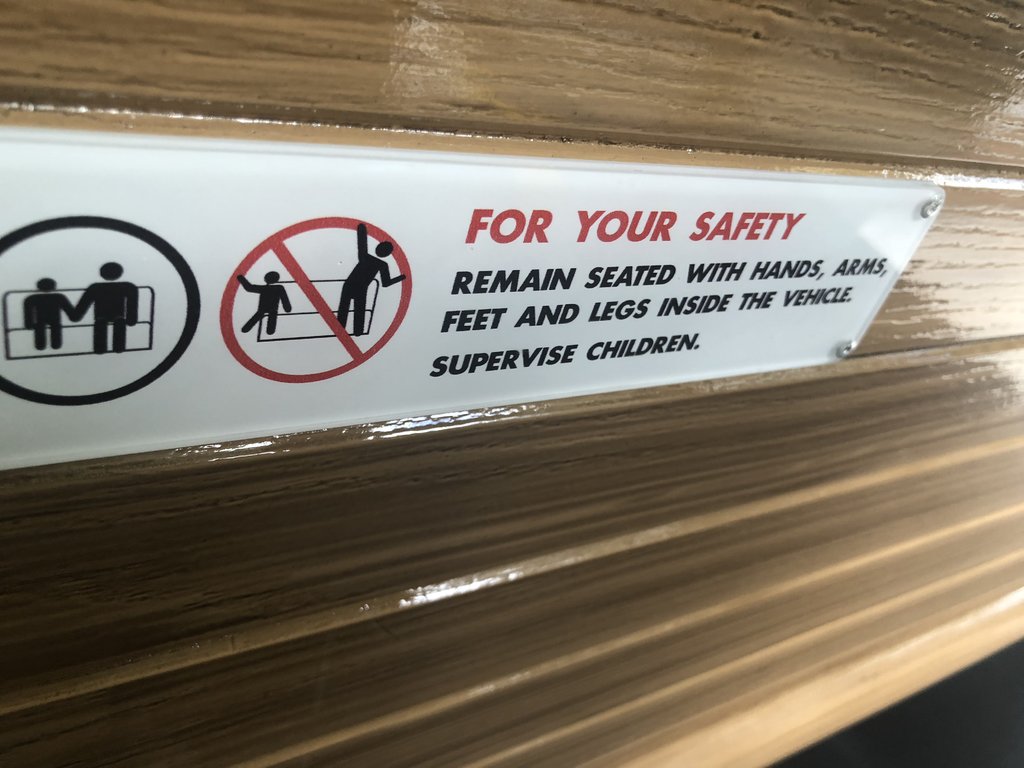 FOR YOUR SAFETY
REMAIN SEATED WITH HANDS, ARMS,
FEET AND LEGS INSIDE THE VEHICLE.
SUPERVISE CHILDREN.